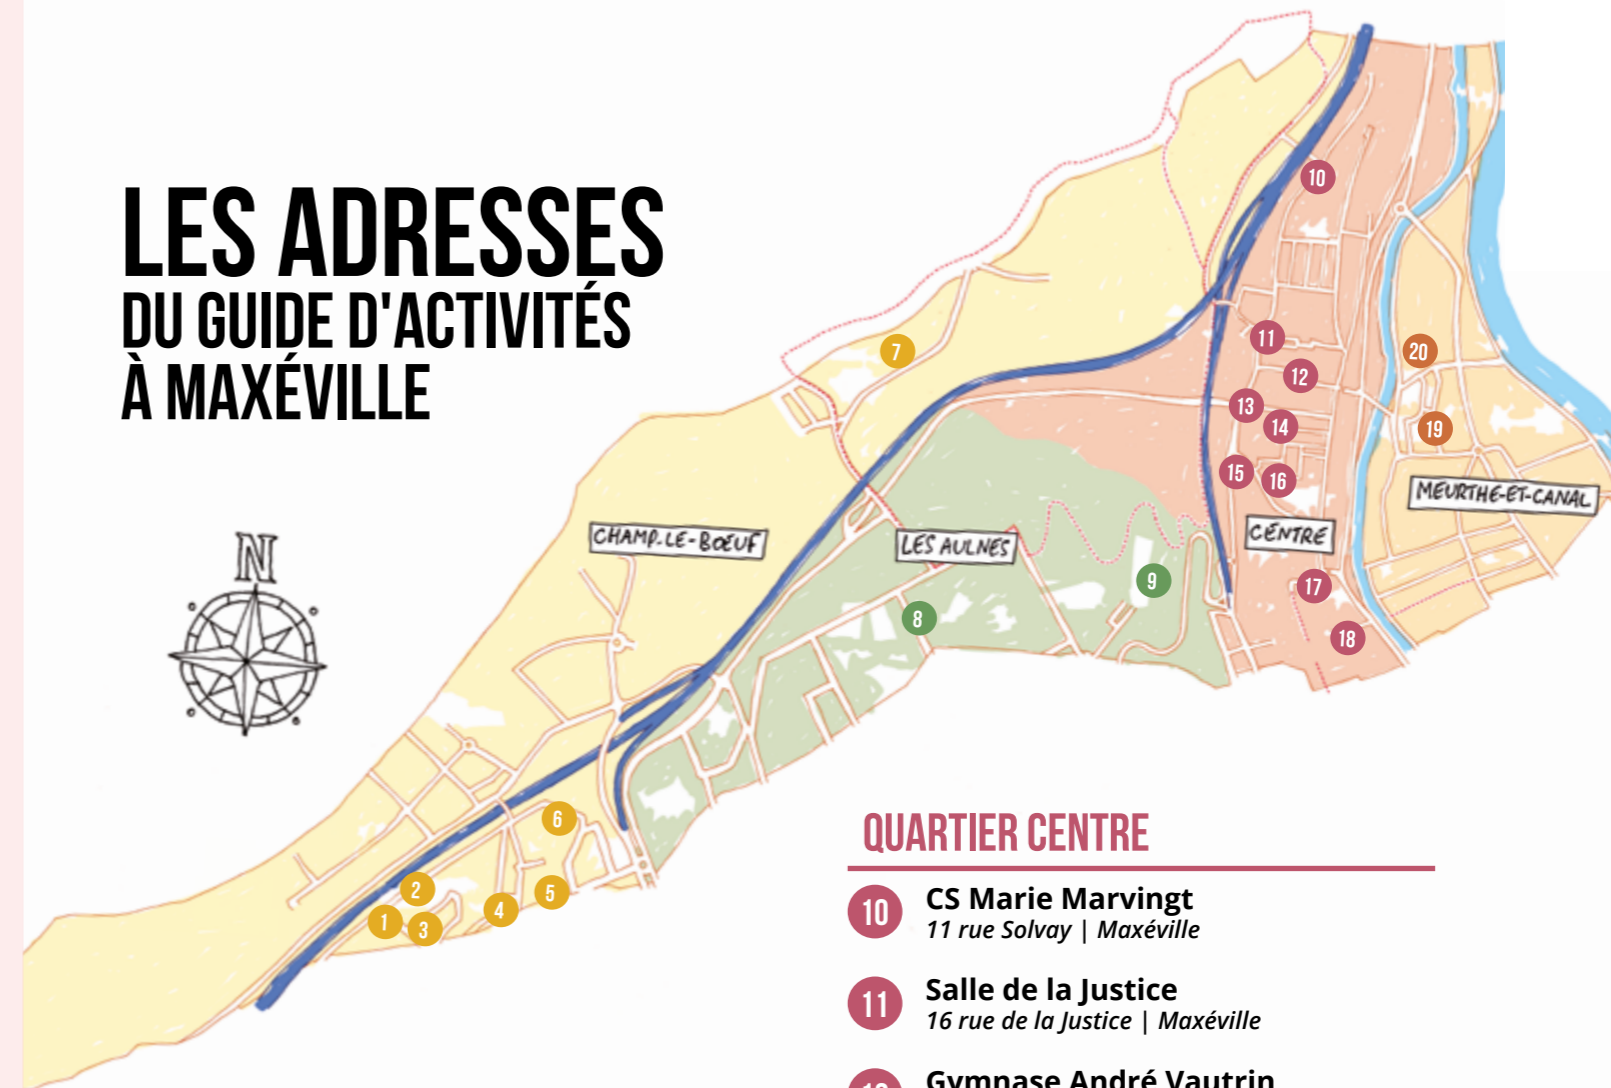 LES ADRESSES
DU GUIDE D'ACTIVITÉS
À MAXÉVILLE
N
10
7
11
12
20
13
14
19
15
16
MEURTHE-ET-CANAL
CHAMP-LE-BŒUF
LES AULNES
CENTRE
9
17
8
18
6
2
5
4
1
3
QUARTIER CENTRE
10
CS Marie Marvingt
11 rue Solvay | Maxéville
11
Salle de la Justice
16 rue de la Justice | Maxéville
Gymnase André Vautrin